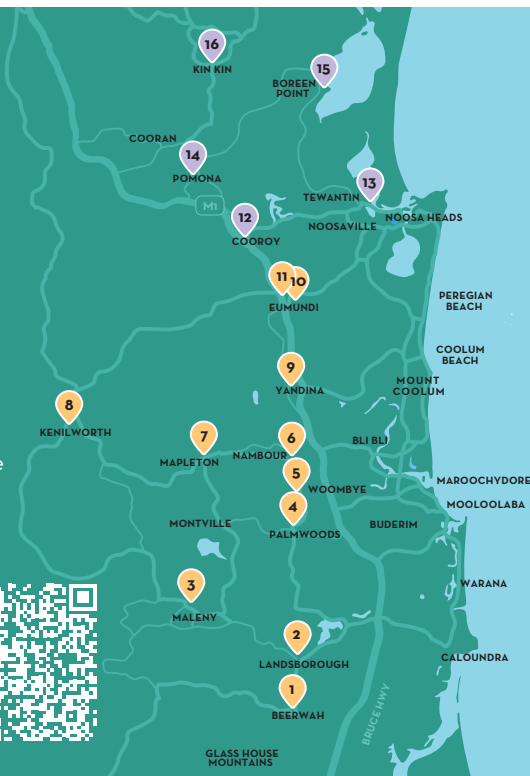 16
KIN KIN
15
BOREEN
POINT
COORAN
14
POMONA
13
TEWANTIN
M1
12
NOOSA HEADS
NOOSAVILLE
COOROY
11
10
EUMUNDI
PEREGIAN
BEACH
COOLUM
BEACH
9
YANDINA
MOUNT
COOLUM
8
KENILWORTH
7
MAPLETON
6
NAMBOUR
BLI BLI
5
WOOMBYE
MAROOCHYDORE
4
MOOLOOLABA
PALMWOODS
MONTVILLE
BUDERIM
3
MALENY
WARANA
2
LANDSBOROUGH
CALOUNDRA
1
BEERWAH
BRUCE HWY
GLASS HOUSE
MOUNTAINS
e